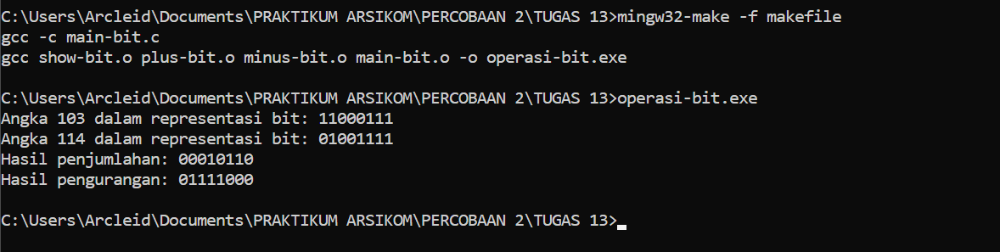 C:\Users\Arcleid\Documents\PRAKTIKUM ARSIKOM\PERCOBAAN 2\TUGAS 13>mingw32-make -f makefile
gcc -c main-bit.c
gcc show-bit.o plus-bit.o minus-bit.o main-bit.o -o operasi-bit.exe
C:\Users\Arcleid\Documents\PRAKTIKUM ARSIKOM\PERCOBAAN 2\TUGAS 13>operasi-bit.exe
Angka 103 dalam representasi bit: 11000111
Angka 114 dalam representasi bit: 01001111
Hasil penjumlahan: 00010110
Hasil pengurangan: 01111000
C:\Users\Arcleid\Documents\PRAKTIKUM ARSIKOM\PERCOBAAN 2\TUGAS 13>